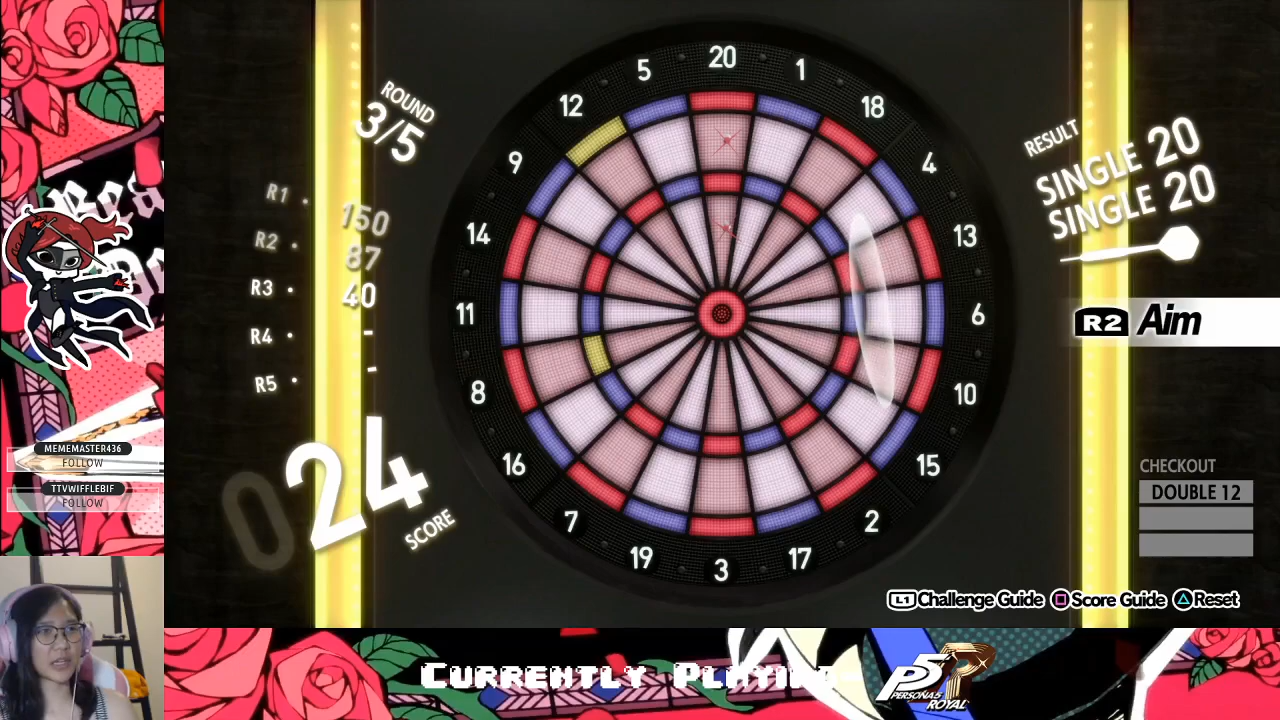 ROUND
3/5
R1 150
R2 87
R3 40
R4 -
R5 -
024
SCORE
20
1
18
4
13
6
10
15
2
17
3
19
7
16
8
11
14
9
12
5
RESULT
SINGLE 20
SINGLE 20
R2 Aim
CHECKOUT
DOUBLE 12
L1 Challenge Guide Score Guide Reset
MEMEMASTER436
FOLLOW
TTVWIFFLEBIF
FOLLOW
CURRENTLY PLAYING
P5R
PERSONA5
ROYAL